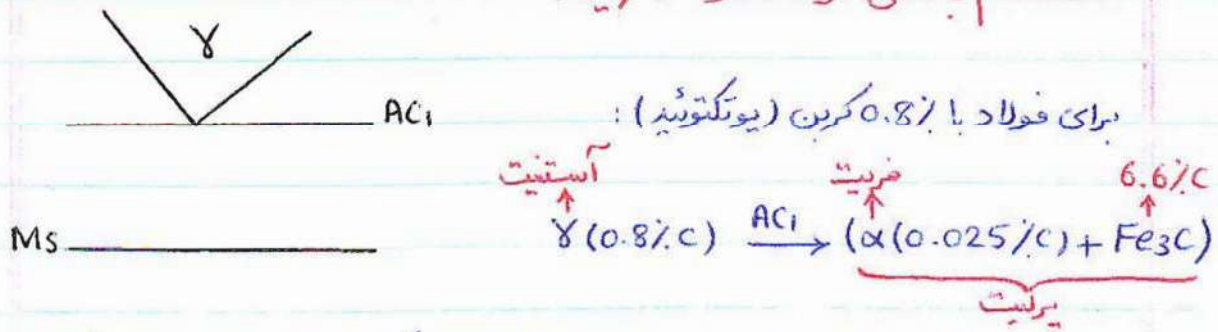 γ
AC₁
برای فولاد با 0.8% کربن (یوتکتوئید) :
آستنیت فریت 6.6%C
Ms γ(0.8%C) AC₁→ (α(0.025%C) + Fe₃C)
پرلیت